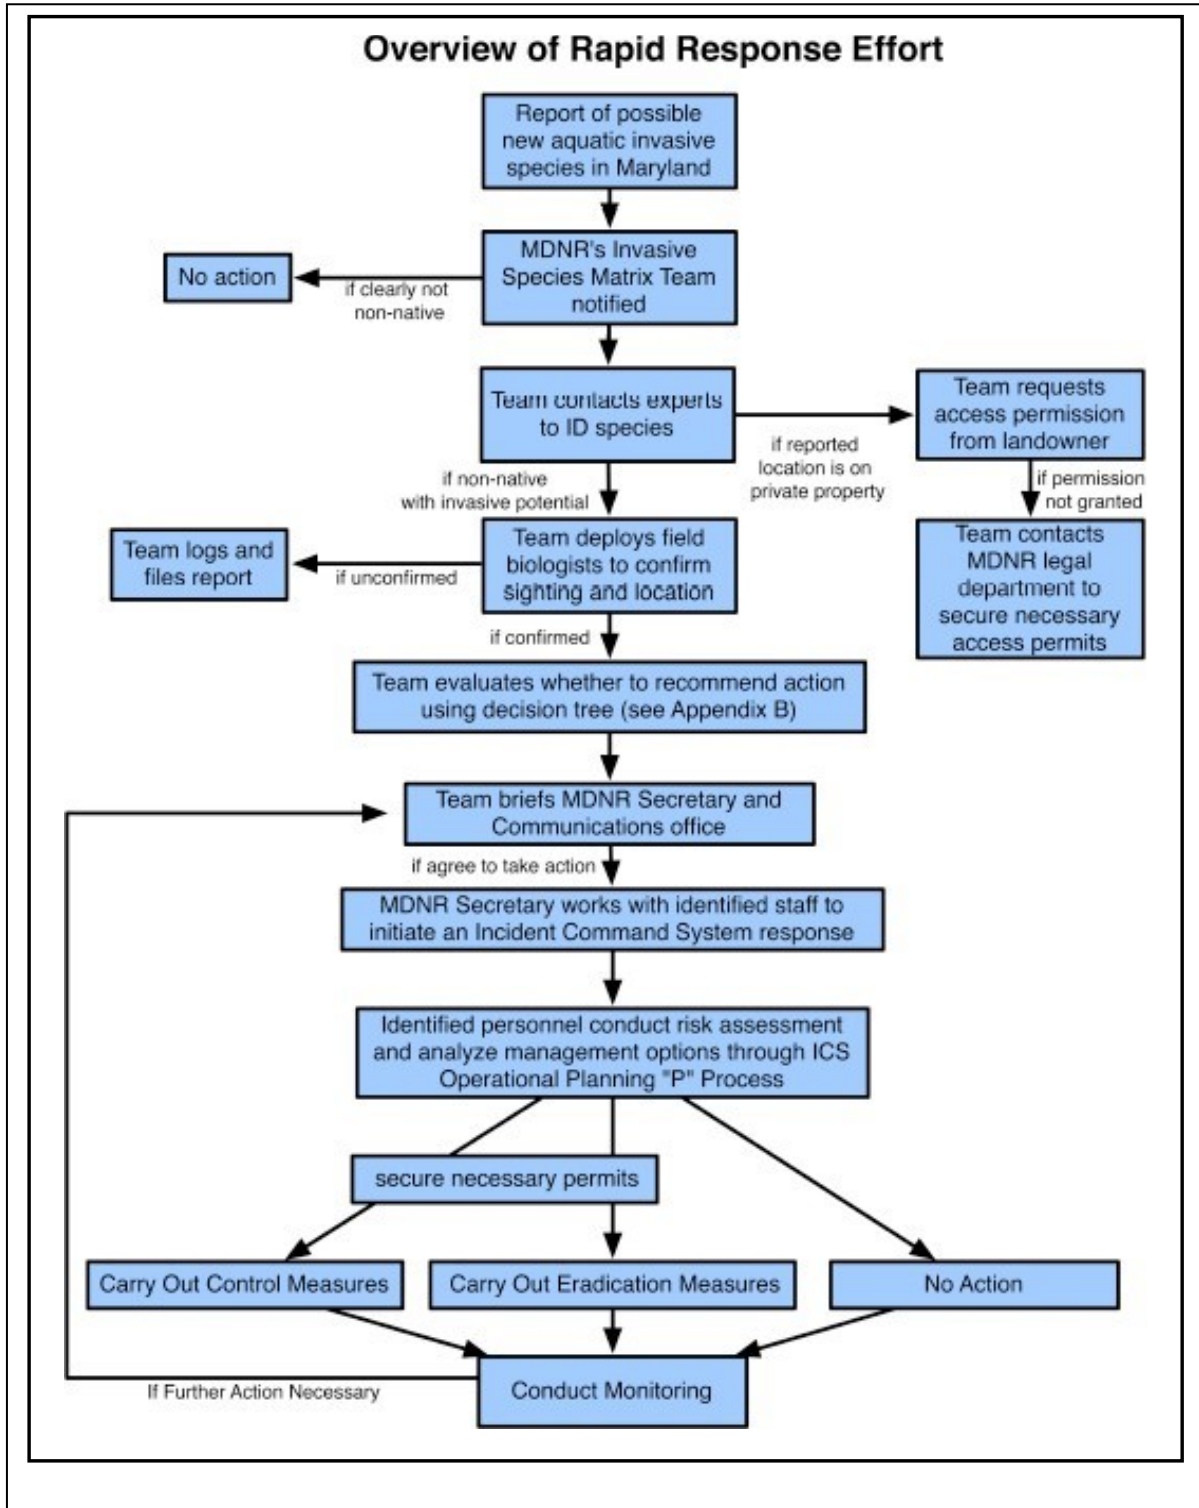 Overview of Rapid Response Effort
Report of possible
new aquatic invasive
species in Maryland
MDNR's Invasive
Species Matrix Team
notified
No action
if clearly not
non-native
Team contacts experts
to ID species
Team requests
access permission
from landowner
if reported
location is on
private property
if non-native
with invasive potential
if permission
not granted
Team deploys field
biologists to confirm
sighting and location
Team logs and
files report
if unconfirmed
Team contacts
MDNR legal
department to
secure necessary
access permits
if confirmed
Team evaluates whether to recommend action
using decision tree (see Appendix B)
Team briefs MDNR Secretary and
Communications office
if agree to take action
MDNR Secretary works with identified staff to
initiate an Incident Command System response
Identified personnel conduct risk assessment
and analyze management options through ICS
Operational Planning "P" Process
secure necessary permits
Carry Out Control Measures
Carry Out Eradication Measures
No Action
If Further Action Necessary
Conduct Monitoring